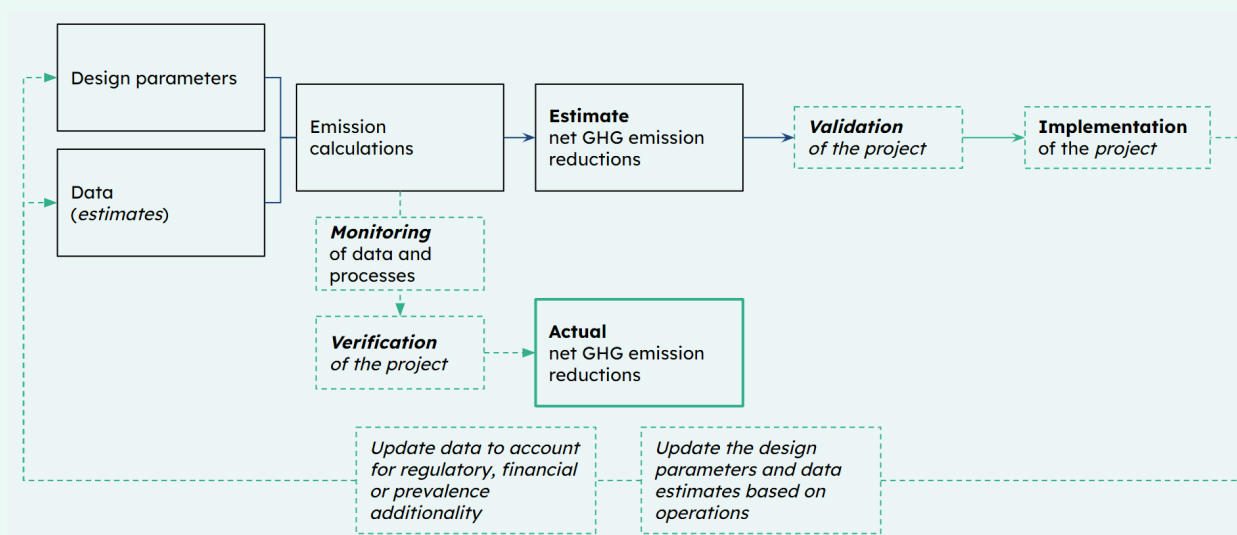 Design parameters
Data
(estimates)
Emission
calculations
Estimate
net GHG emission
reductions
Validation
of the project
Implementation
of the project
Monitoring
of data and
processes
Verification
of the project
Actual
net GHG emission
reductions
Update data to account
for regulatory, financial
or prevalence
additionality
Update the design
parameters and data
estimates based on
operations